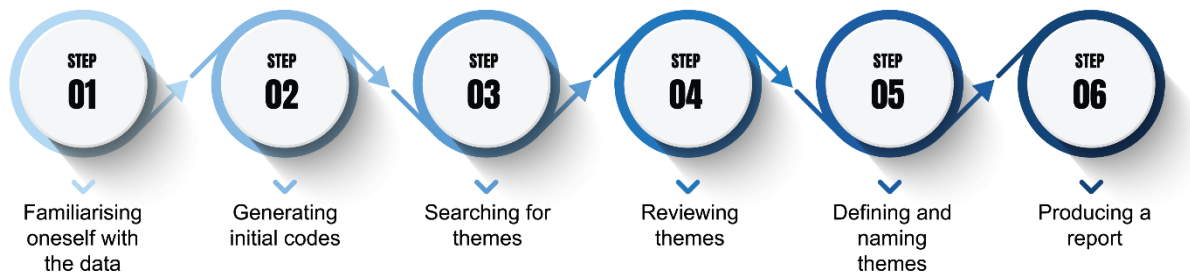 STEP
01
STEP
02
STEP
03
STEP
04
STEP
05
STEP
06
Familiarising
oneself with
the data
Generating
initial codes
Searching for
themes
Reviewing
themes
Defining and
naming
themes
Producing a
report